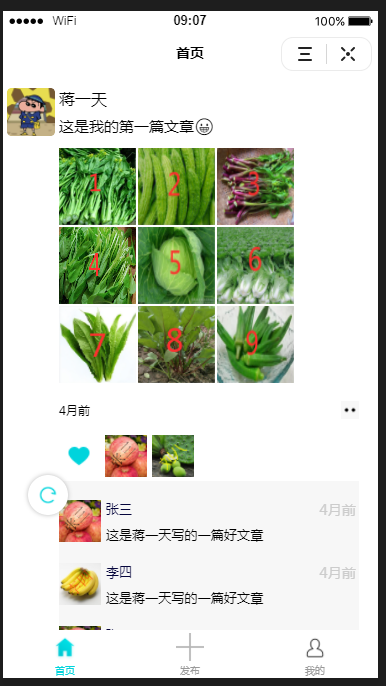 WiFi 09:07 100%
首页
蒋一天
这是我的第一篇文章😀
1 2 3
4 5 6
7 8 9
4月前
张三 4月前
这是蒋一天写的一篇好文章
李四 4月前
这是蒋一天写的一篇好文章
首页 发布 我的